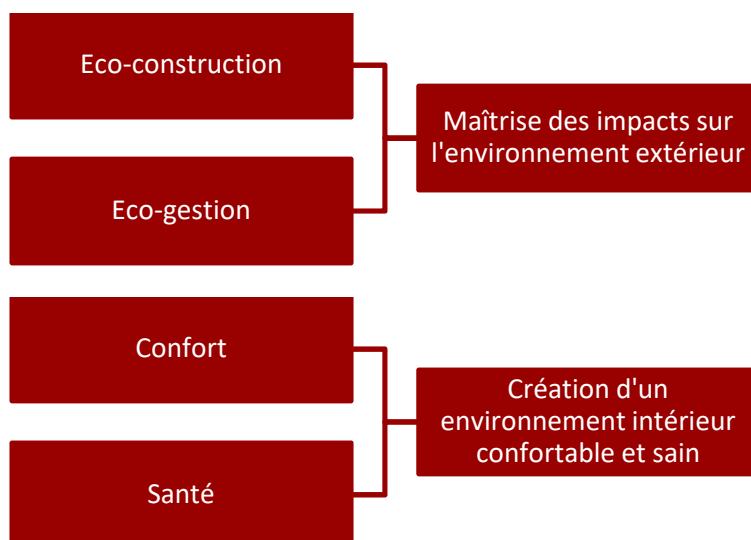 Eco-construction
Maîtrise des impacts sur
l'environnement extérieur
Eco-gestion
Confort
Création d'un
environnement intérieur
confortable et sain
Santé